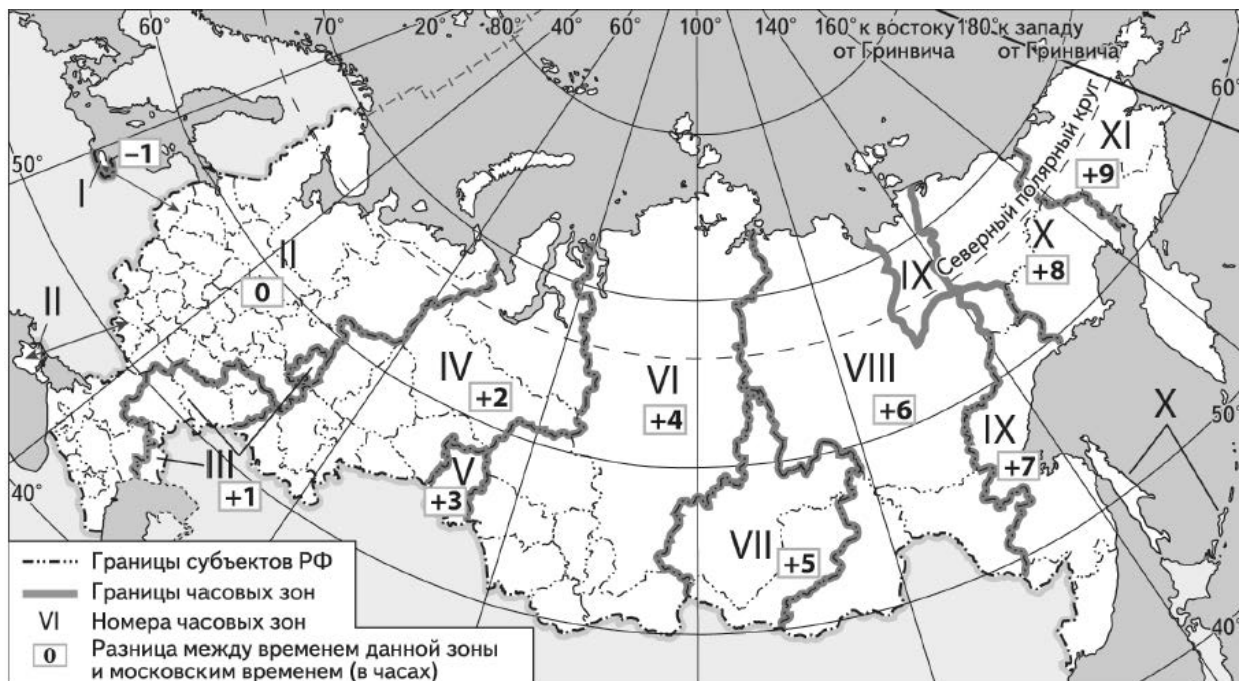 60° 70° 20° 80° 100° 140° 160° к востоку 180° к западу
от Гринвича от Гринвича
60°
Северный полярный круг
50°
−1
I
XI
+9
II
0
X
+8
IX
II
IV
+2
VI
+4
VIII
+6
X
50°
IX
+7
V
+3
III
+1
40°
VII
+5
40°
Границы субъектов РФ
Границы часовых зон
VI Номера часовых зон
0 Разница между временем данной зоны
и московским временем (в часах)